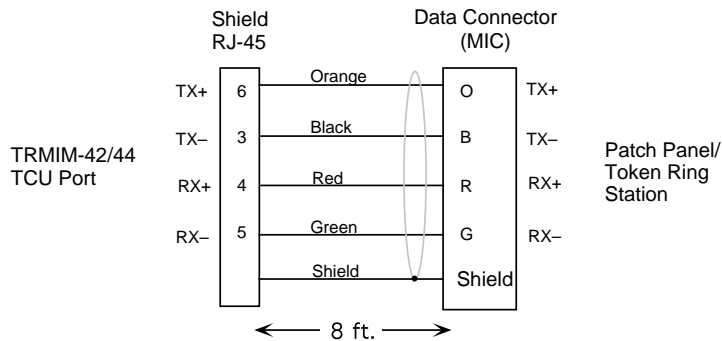 Shield
RJ-45
Data Connector
(MIC)
TX+ 6 Orange O TX+
TX– 3 Black B TX–
TRMIM-42/44
TCU Port
RX+ 4 Red R RX+
Patch Panel/
Token Ring
Station
RX– 5 Green G RX–
Shield Shield
8 ft.